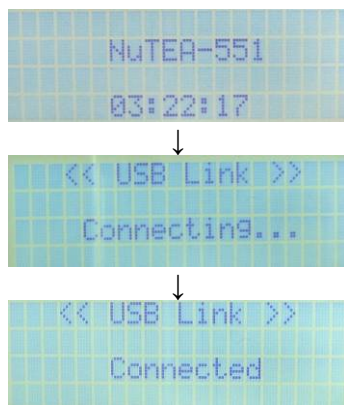 NuTEA-551
03:22:17
↓
<< USB Link >>
Connecting...
↓
<< USB Link >>
Connected